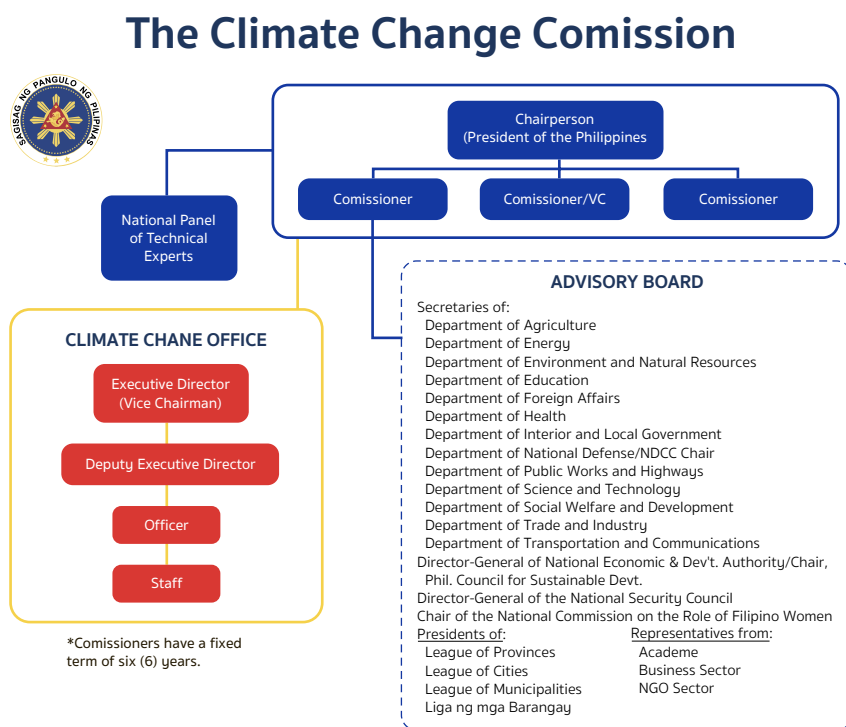 The Climate Change Comission
SAGISAG NG PANGULO NG PILIPINAS
Chairperson
(President of the Philippines
Comissioner
Comissioner/VC
Comissioner
National Panel
of Technical
Experts
CLIMATE CHANE OFFICE
Executive Director
(Vice Chairman)
Deputy Executive Director
Officer
Staff
*Comissioners have a fixed
term of six (6) years.
ADVISORY BOARD
Secretaries of:
Department of Agriculture
Department of Energy
Department of Environment and Natural Resources
Department of Education
Department of Foreign Affairs
Department of Health
Department of Interior and Local Government
Department of National Defense/NDCC Chair
Department of Public Works and Highways
Department of Science and Technology
Department of Social Welfare and Development
Department of Trade and Industry
Department of Transportation and Communications
Director-General of National Economic & Dev't. Authority/Chair,
Phil. Council for Sustainable Devt.
Director-General of the National Security Council
Chair of the National Commission on the Role of Filipino Women
Presidents of:
League of Provinces
League of Cities
League of Municipalities
Liga ng mga Barangay
Representatives from:
Academe
Business Sector
NGO Sector